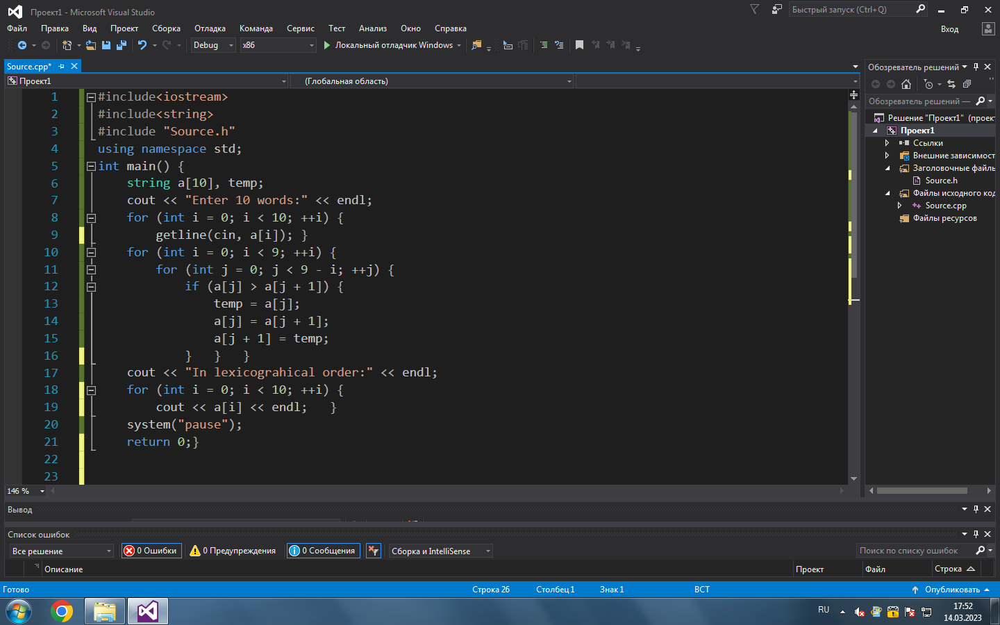 Проект1 - Microsoft Visual Studio
Быстрый запуск (Ctrl+Q)
Файл Правка Вид Проект Сборка Отладка Команда Сервис Тест Анализ Окно Справка
Вход
Debug x86 Локальный отладчик Windows
Source.cpp*
Обозреватель решений
Проект1 (Глобальная область)
1 #include<iostream>
2 #include<string>
3 #include "Source.h"
4 using namespace std;
5 int main() {
6 string a[10], temp;
7 cout << "Enter 10 words:" << endl;
8 for (int i = 0; i < 10; ++i) {
9 getline(cin, a[i]); }
10 for (int i = 0; i < 9; ++i) {
11 for (int j = 0; j < 9 - i; ++j) {
12 if (a[j] > a[j + 1]) {
13 temp = a[j];
14 a[j] = a[j + 1];
15 a[j + 1] = temp;
16 } } }
17 cout << "In lexicograhical order:" << endl;
18 for (int i = 0; i < 10; ++i) {
19 cout << a[i] << endl; }
20 system("pause");
21 return 0;}
22
23
146 %
Обозреватель решений —
Решение "Проект1" (проект
Проект1
Ссылки
Внешние зависимост
Заголовочные файль
Source.h
Файлы исходного код
Source.cpp
Файлы ресурсов
Вывод
Список ошибок
Все решение 0 Ошибки 0 Предупреждения 0 Сообщения Сборка и IntelliSense
Поиск по списку ошибок
Описание Проект Файл Строка
Готово Строка 26 Столбец 1 Знак 1 ВСТ Опубликовать
RU
17:52
14.03.2023